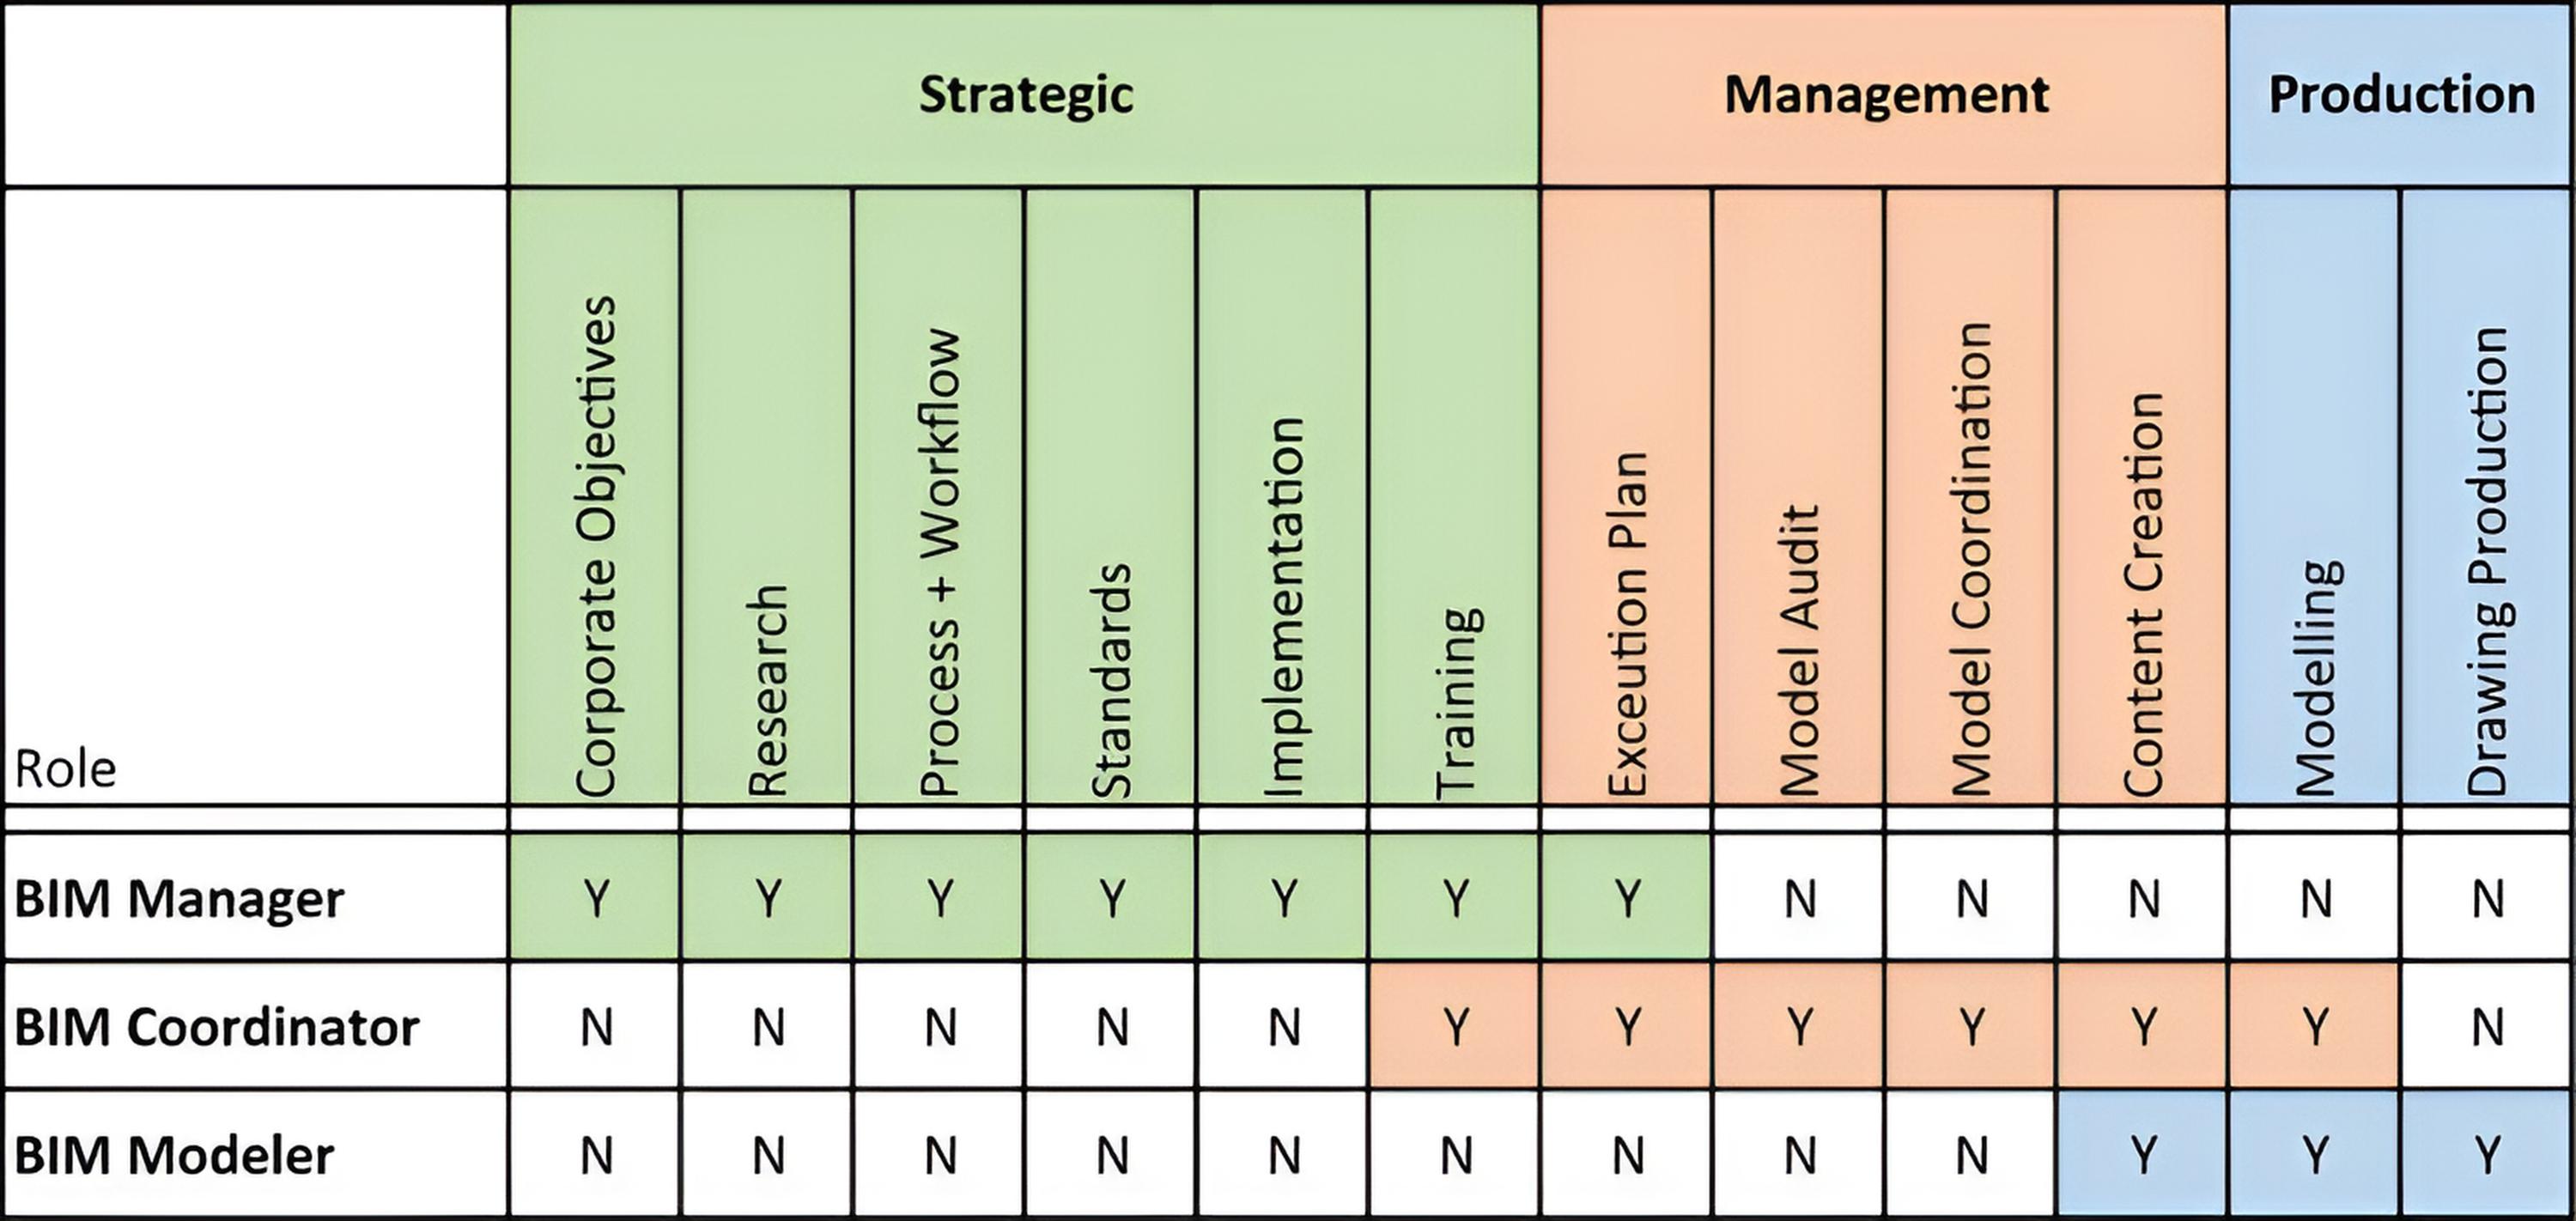 Strategic Management Production
Role Corporate Objectives Research Process + Workflow Standards Implementation Training Exceution Plan Model Audit Model Coordination Content Creation Modelling Drawing Production
BIM Manager Y Y Y Y Y Y Y N N N N N
BIM Coordinator N N N N N Y Y Y Y Y Y N
BIM Modeler N N N N N N N N N Y Y Y